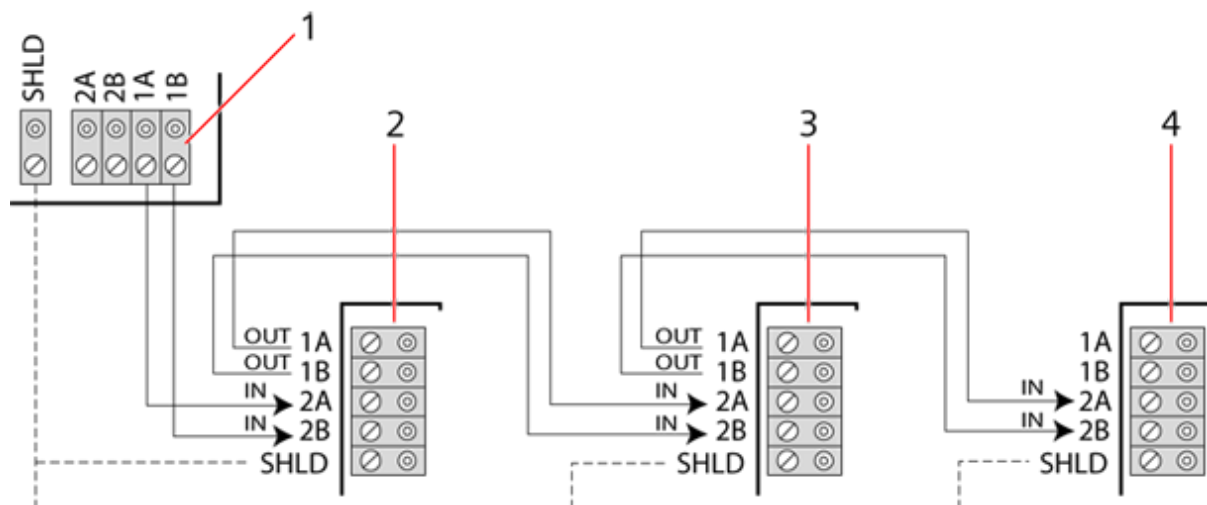 1
SHLD
2A
2B
1A
1B
2
3
4
OUT 1A
OUT 1B
IN 2A
IN 2B
SHLD
OUT 1A
OUT 1B
IN 2A
IN 2B
SHLD
1A
1B
IN 2A
IN 2B
SHLD